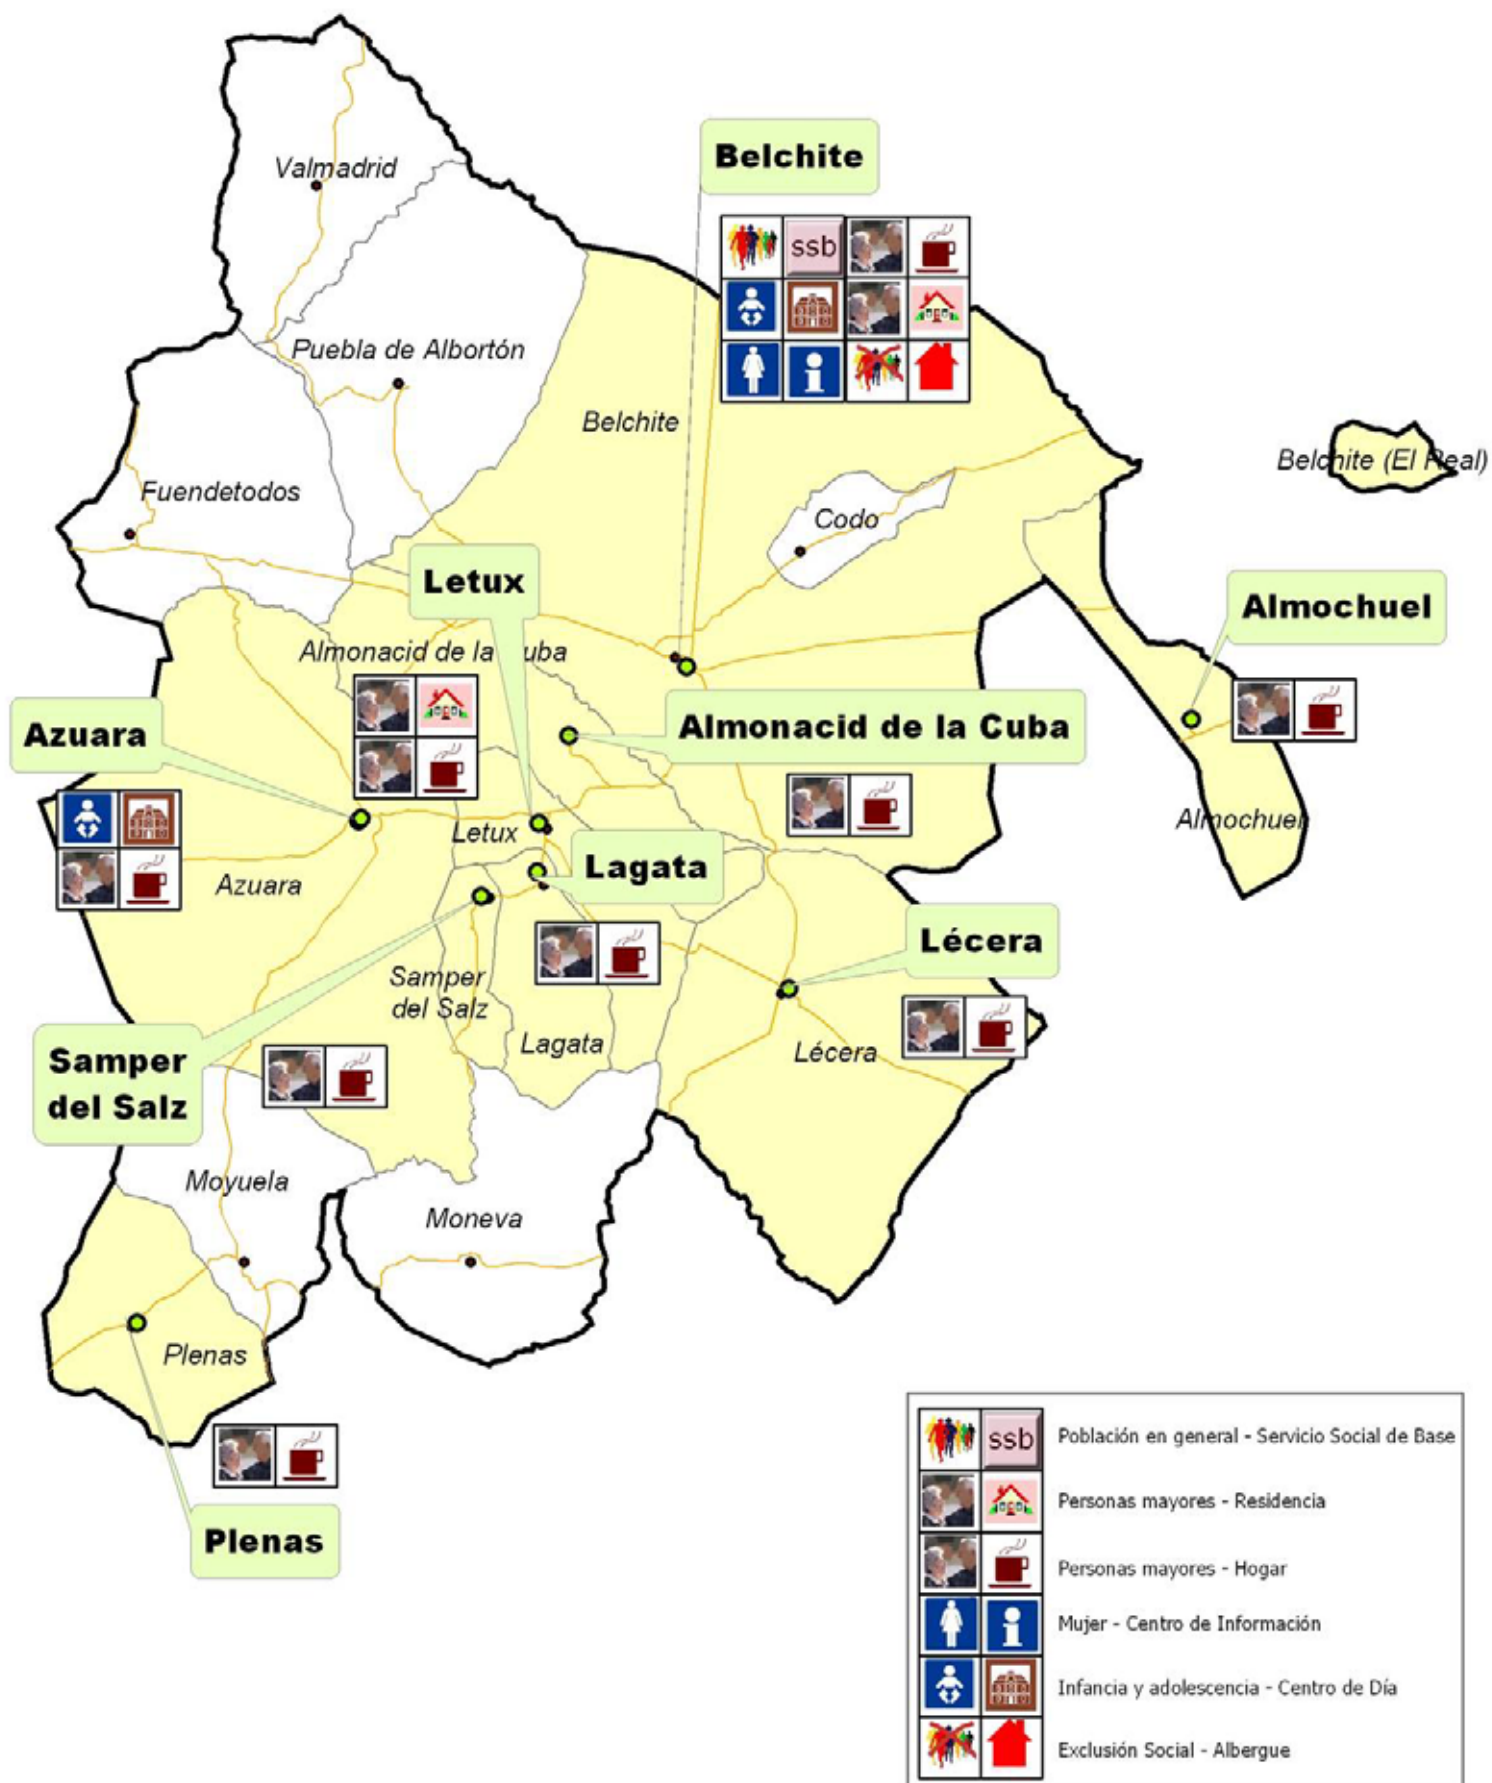 Valmadrid
Belchite
ssb
Puebla de Albortón
Belchite
Belchite (El Real)
Fuendetodos
Codo
Letux
Almochuel
Almonacid de la Cuba
Azuara
Almonacid de la Cuba
Almochuel
Letux
Lagata
Azuara
Lécera
Samper
del Salz
Lagata
Lécera
Samper
del Salz
Moyuela
Moneva
Plenas
Plenas
ssb
Población en general - Servicio Social de Base
Personas mayores - Residencia
Personas mayores - Hogar
Mujer - Centro de Información
Infancia y adolescencia - Centro de Día
Exclusión Social - Albergue